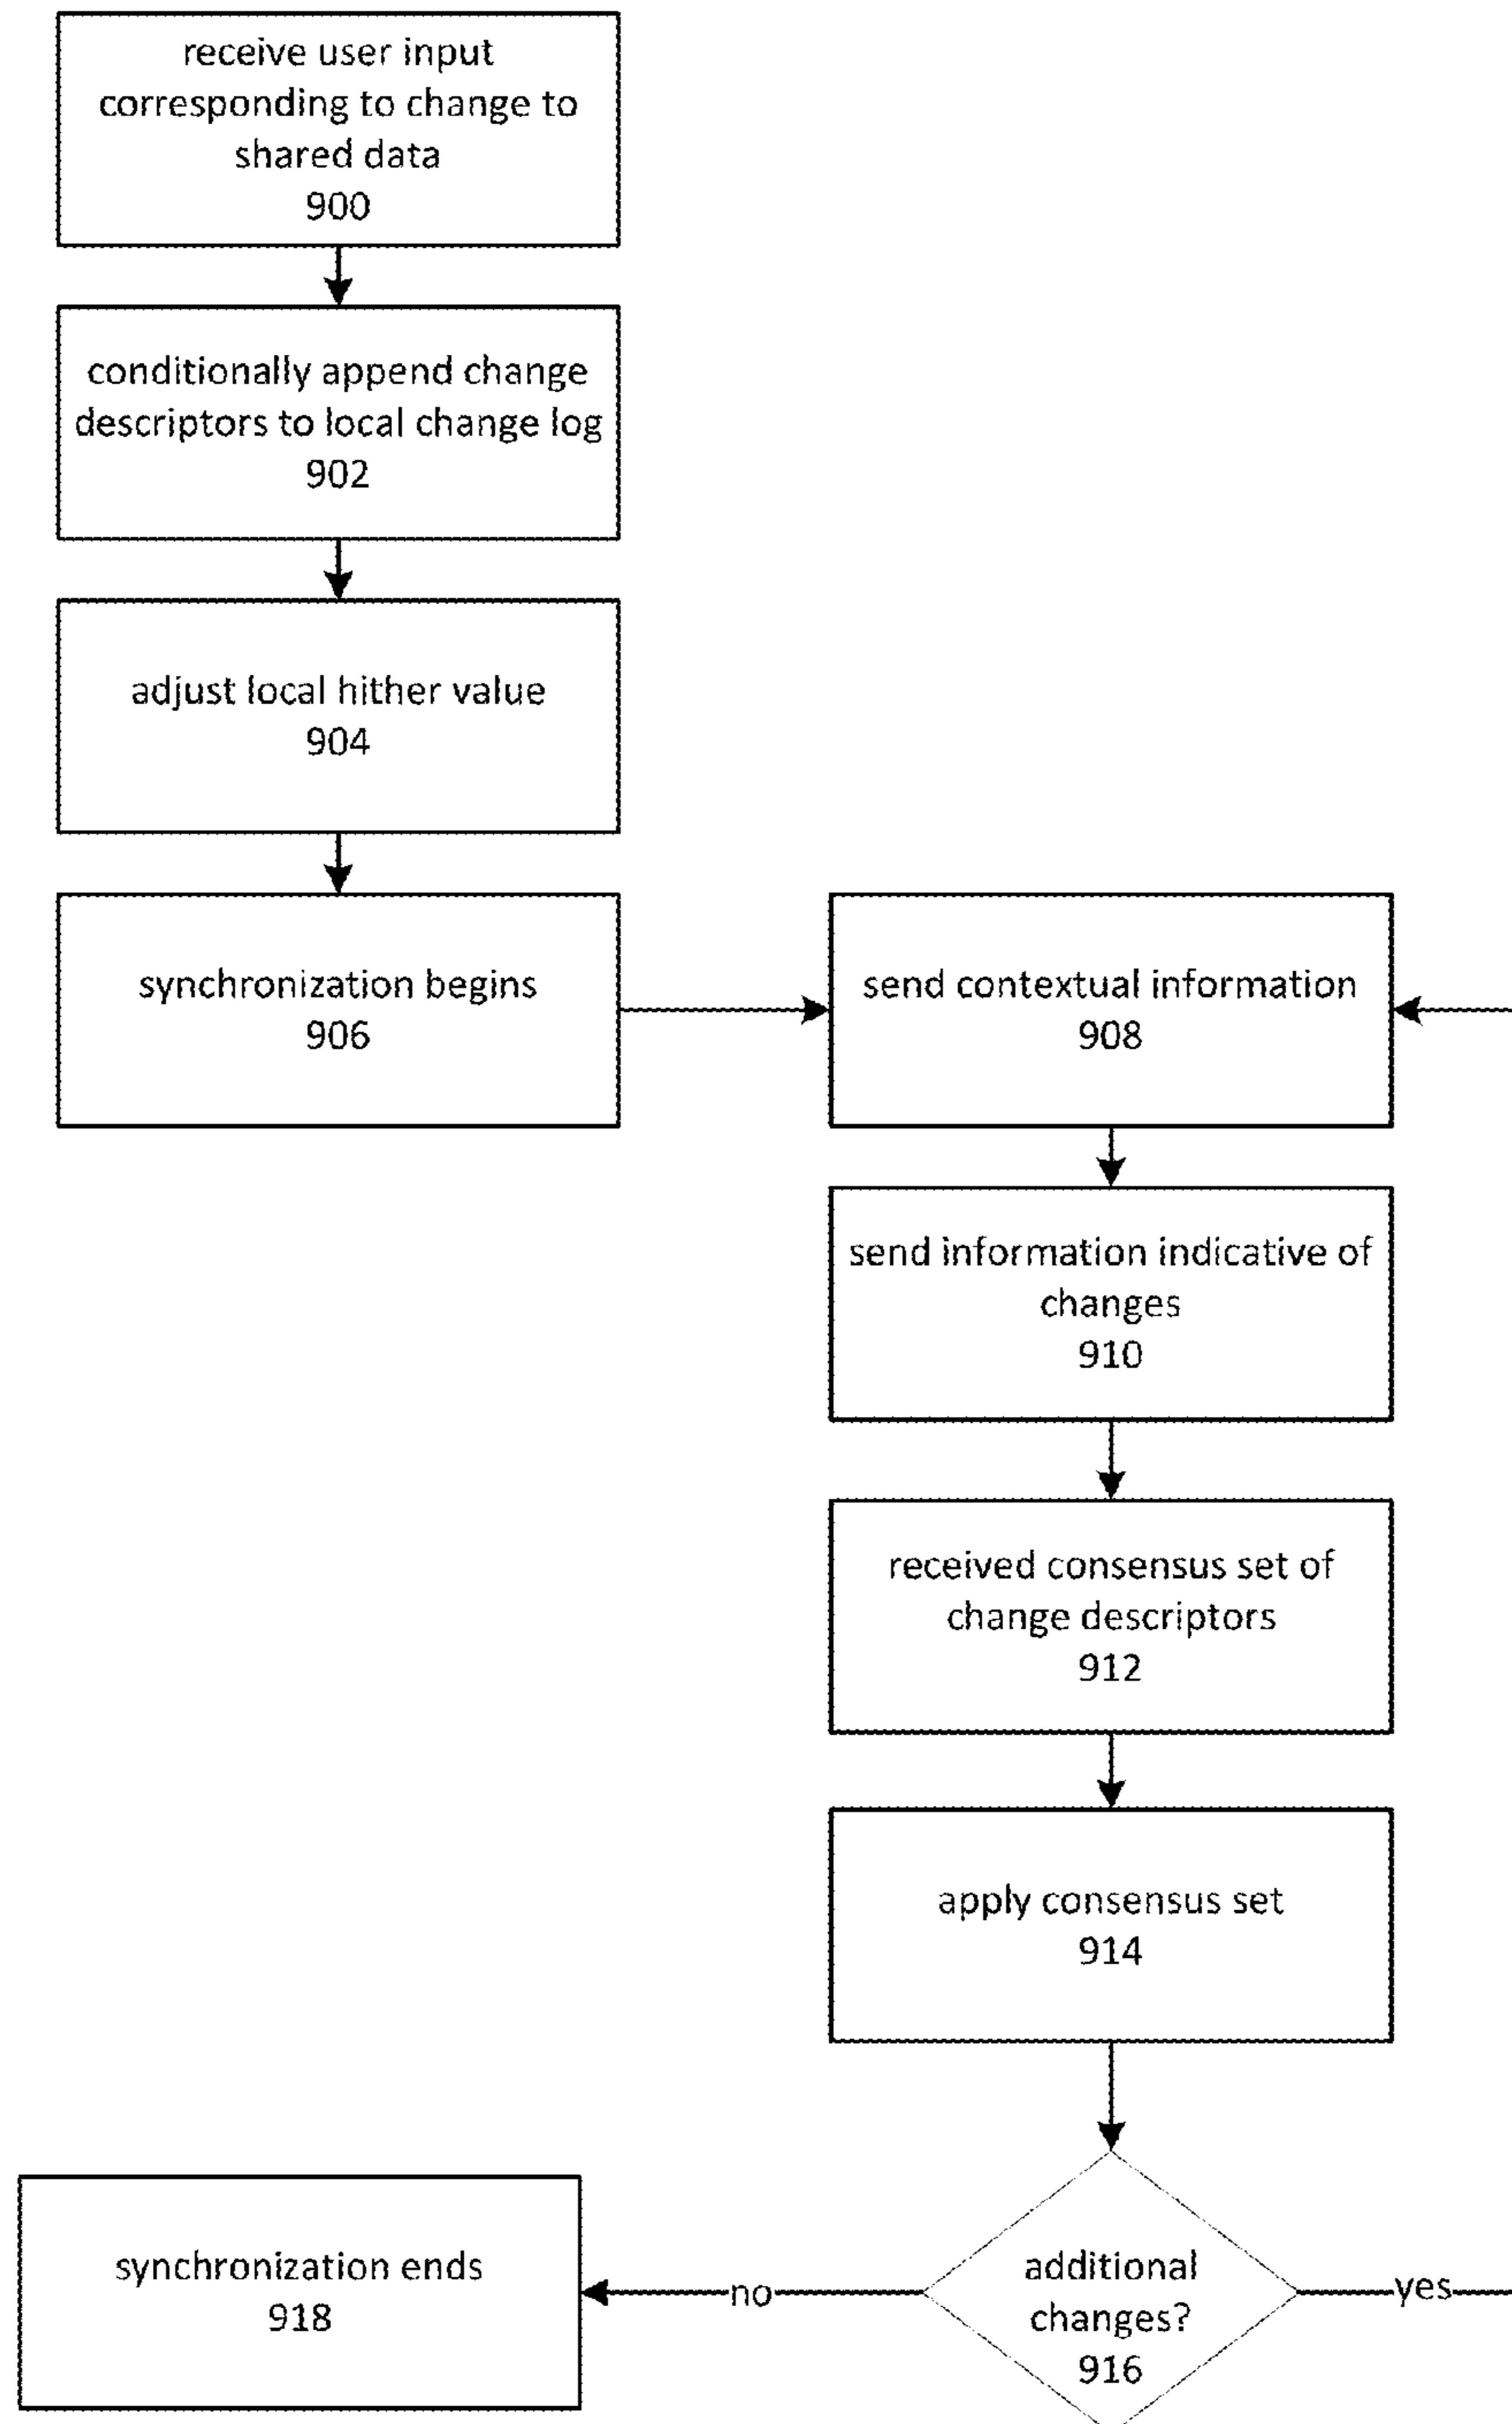 receive user input
corresponding to change to
shared data
900
conditionally append change
descriptors to local change log
902
adjust local hither value
904
synchronization begins
906
send contextual information
908
send information indicative of
changes
910
received consensus set of
change descriptors
912
apply consensus set
914
additional
changes?
916
yes
no
synchronization ends
918